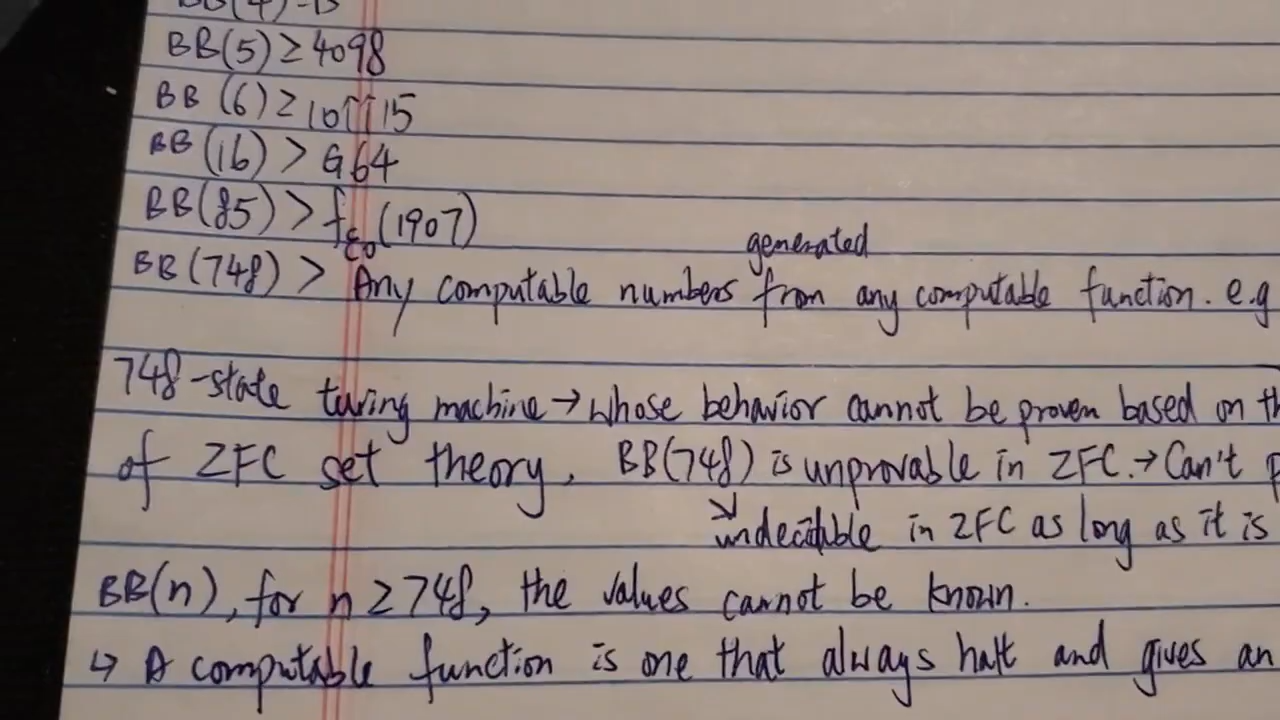 BB(4)=13
BB(5) ≥ 4098
BB(6) ≥ 10↑↑15
BB(16) > G64
BB(85) > fε₀(1907)
generated
BB(748) > Any computable numbers from any computable function. e.g
748-state turing machine → whose behavior cannot be proven based on th
of ZFC set theory, BB(748) is unprovable in ZFC. → Can't p
↘ undecidable in ZFC as long as it is
BB(n), for n ≥ 748, the values cannot be known.
↳ A computable function is one that always halt and gives an